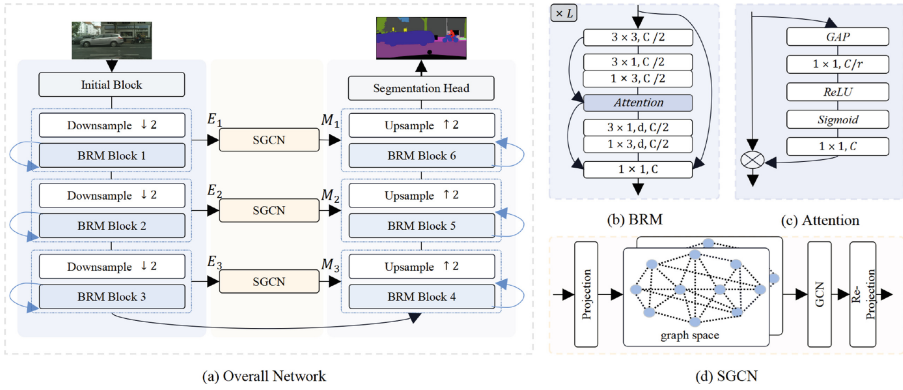 Initial Block
Downsample ↓2
BRM Block 1
Downsample ↓2
BRM Block 2
Downsample ↓2
BRM Block 3
E₁
SGCN
M₁
E₂
SGCN
M₂
E₃
SGCN
M₃
Segmentation Head
Upsample ↑2
BRM Block 6
Upsample ↑2
BRM Block 5
Upsample ↑2
BRM Block 4
(a) Overall Network
× L
3 × 3, C/2
3 × 1, C/2
1 × 3, C/2
Attention
3 × 1, d, C/2
1 × 3, d, C/2
1 × 1, C
(b) BRM
GAP
1 × 1, C/r
ReLU
Sigmoid
1 × 1, C
(c) Attention
Projection
graph space
GCN
Re-
Projection
(d) SGCN